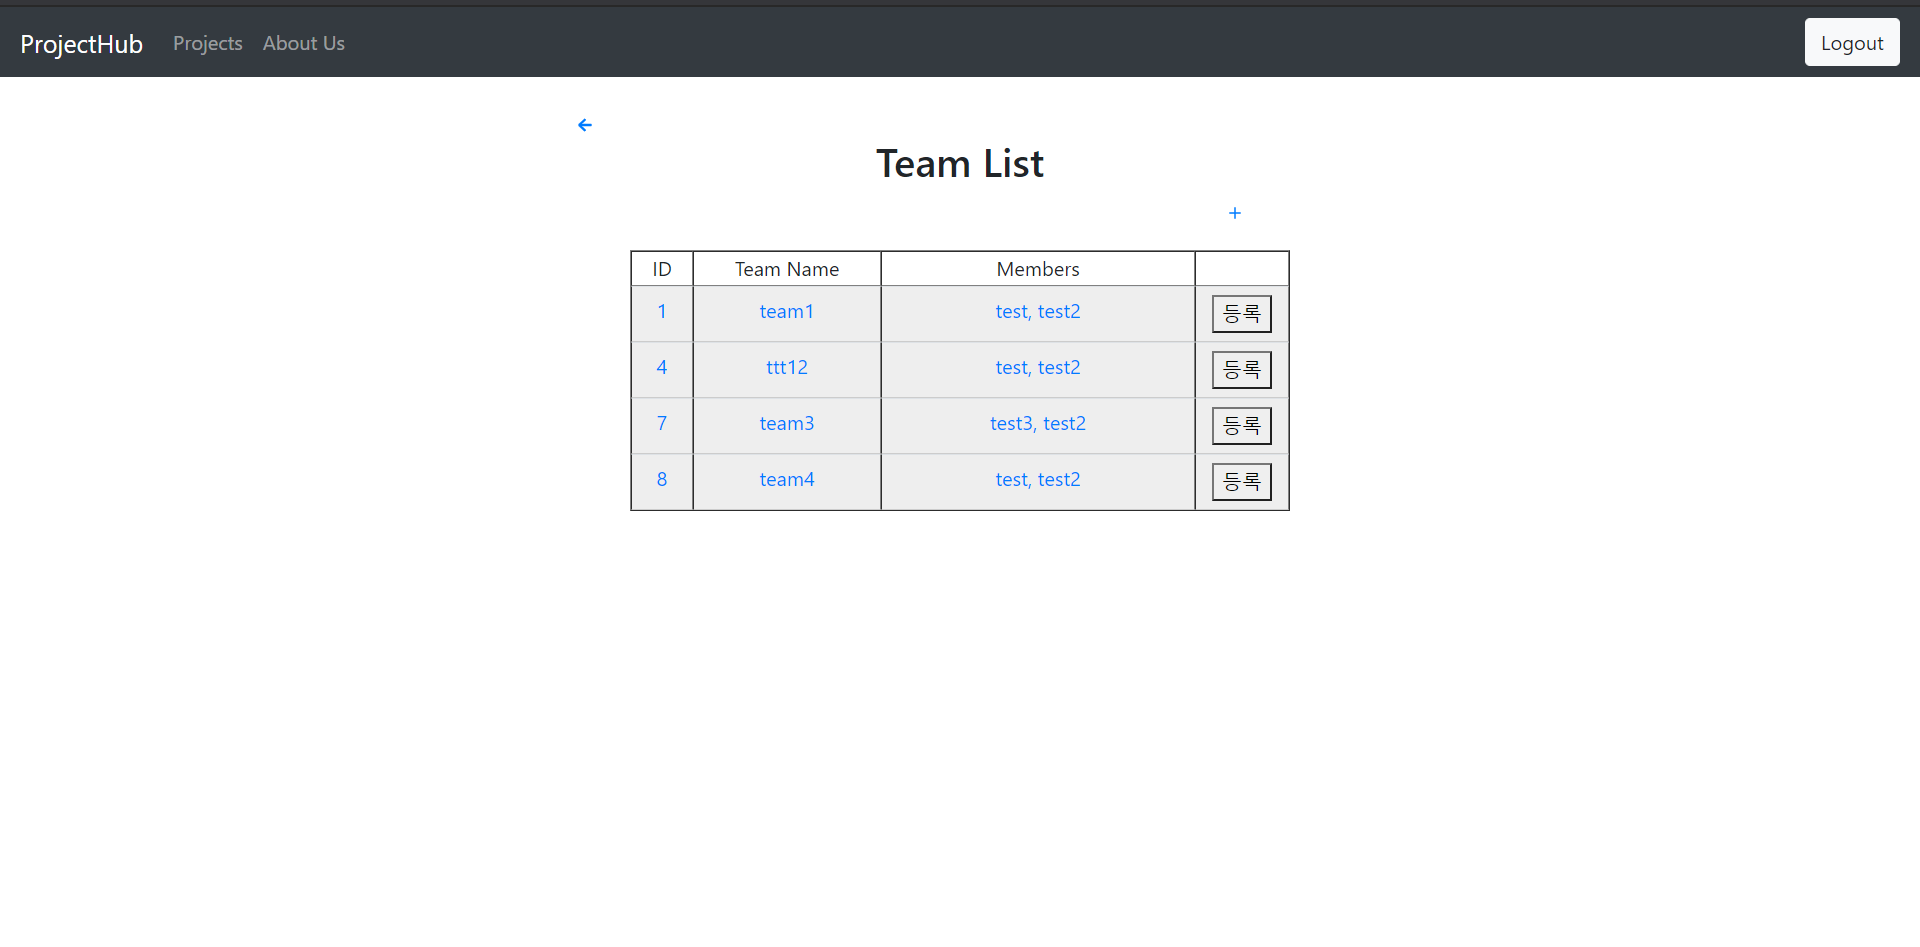 ProjectHub Projects About Us Logout
←
Team List
+
ID Team Name Members
1 team1 test, test2 등록
4 ttt12 test, test2 등록
7 team3 test3, test2 등록
8 team4 test, test2 등록